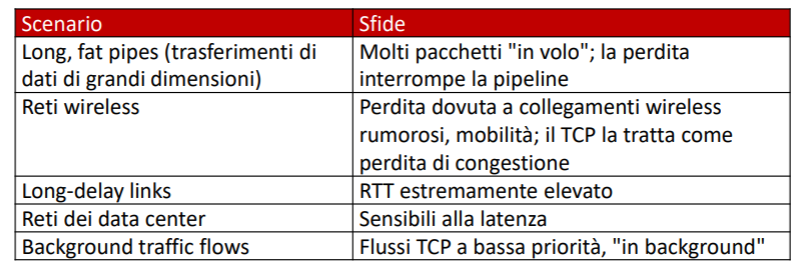 Scenario
Sfide
Long, fat pipes (trasferimenti di
dati di grandi dimensioni)
Molti pacchetti "in volo"; la perdita
interrompe la pipeline
Reti wireless
Perdita dovuta a collegamenti wireless
rumorosi, mobilità; il TCP la tratta come
perdita di congestione
Long-delay links
RTT estremamente elevato
Reti dei data center
Sensibili alla latenza
Background traffic flows
Flussi TCP a bassa priorità, "in background"